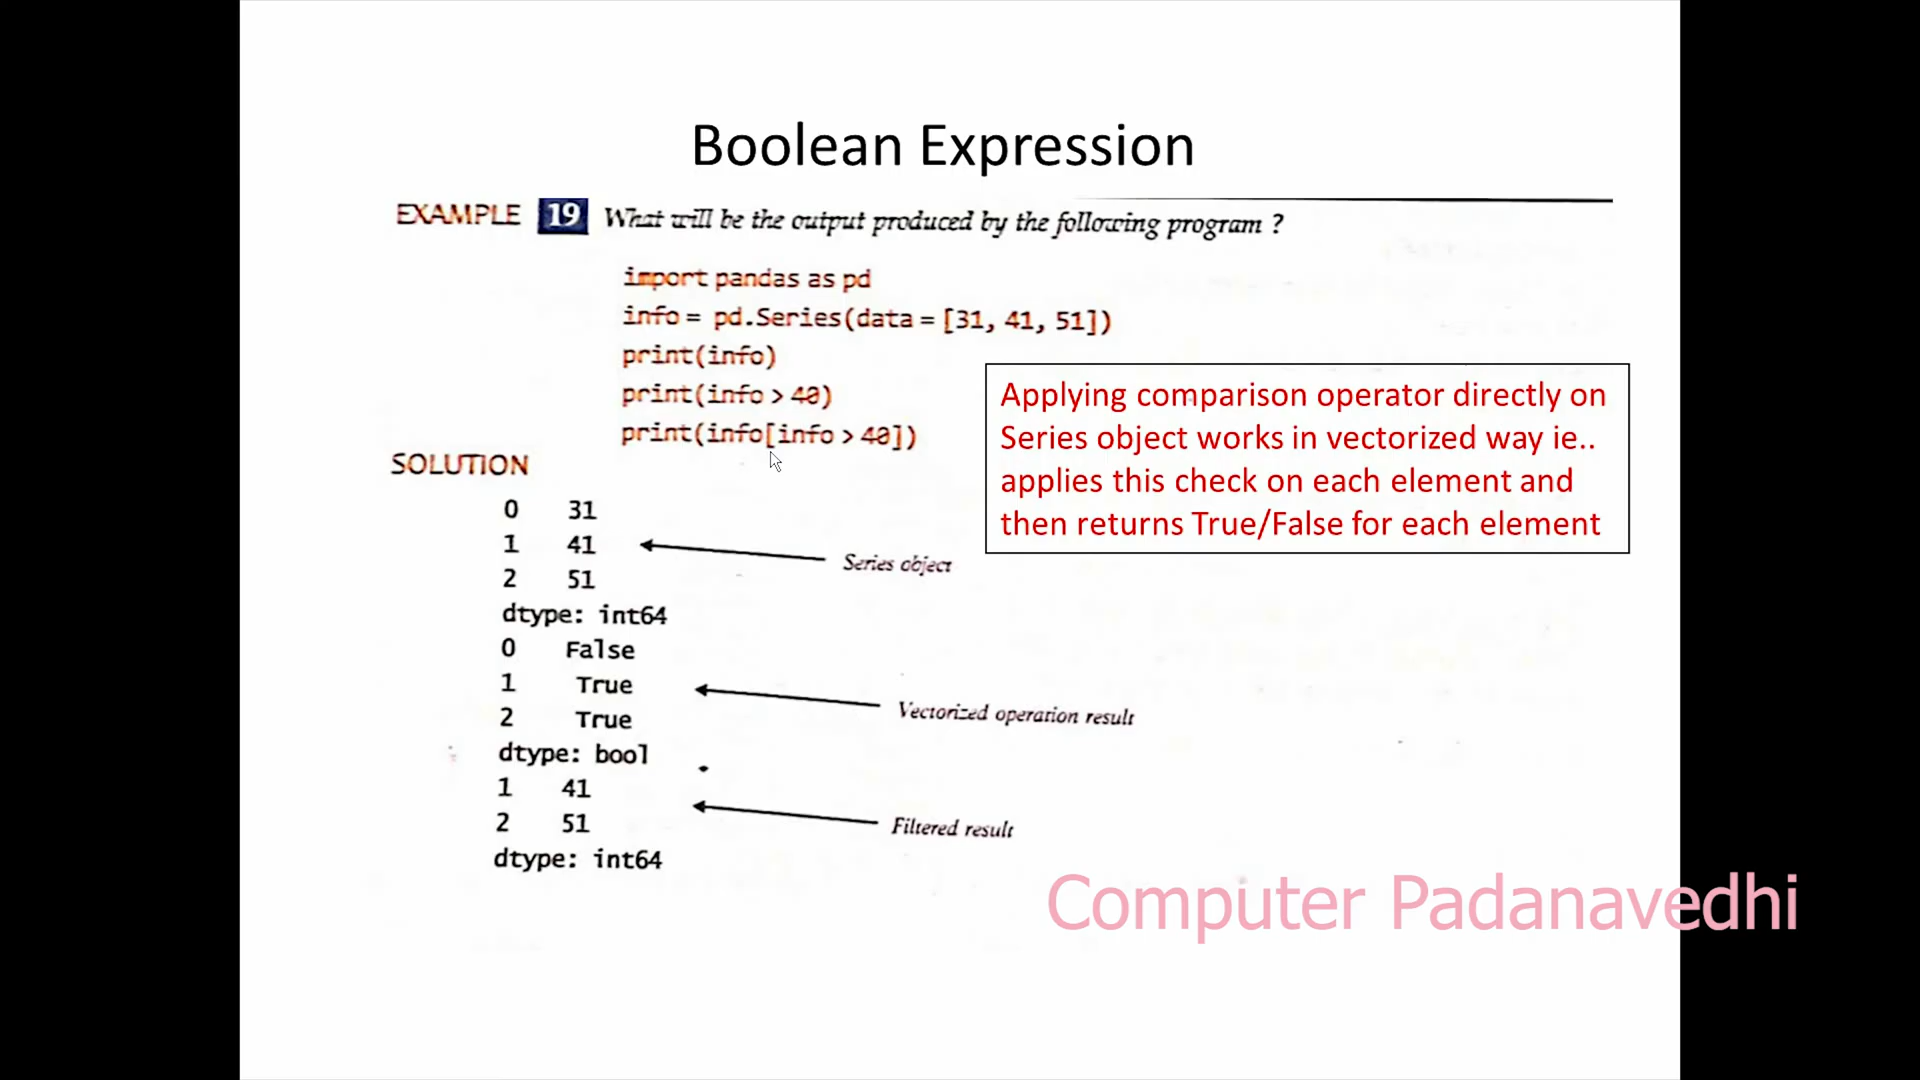 Boolean Expression
EXAMPLE 19 What will be the output produced by the following program ?
import pandas as pd
info = pd.Series(data = [31, 41, 51])
print(info)
print(info > 40)
print(info[info > 40])
Applying comparison operator directly on
Series object works in vectorized way ie..
applies this check on each element and
then returns True/False for each element
SOLUTION
0 31
1 41
2 51
Series object
dtype: int64
0 False
1 True
2 True
Vectorized operation result
dtype: bool
1 41
2 51
Filtered result
dtype: int64
Computer Padanavedhi